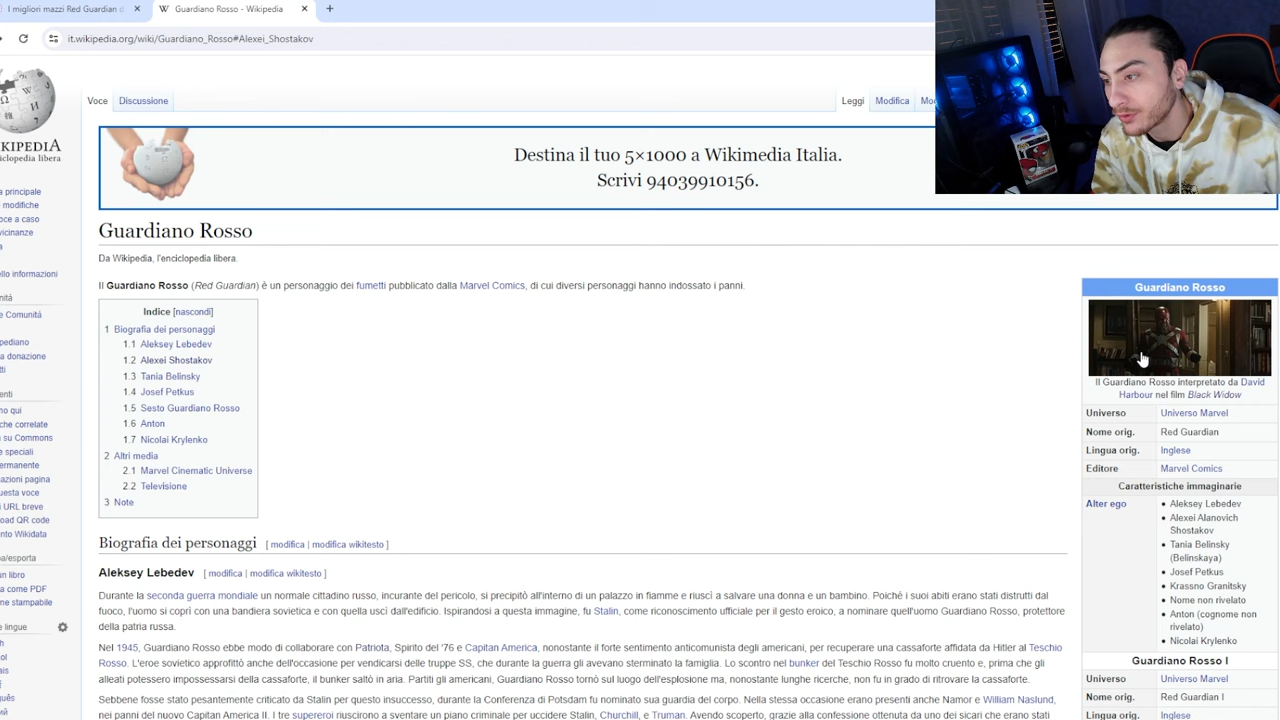 I migliori mazzi Red Guardian d
Guardiano Rosso - Wikipedia
it.wikipedia.org/wiki/Guardiano_Rosso#Alexei_Shostakov
Voce
Discussione
Leggi
Modifica
Destina il tuo 5×1000 a Wikimedia Italia.
Scrivi 94039910156.
principale
modifiche
a caso
informazioni
Comunità
donazione
qui
correlate
su Commons
speciali
pagina
voce
URL breve
QR code
Wikidata
libro
come PDF
stampabile
lingue
Guardiano Rosso
Da Wikipedia, l'enciclopedia libera.
Il Guardiano Rosso (Red Guardian) è un personaggio dei fumetti pubblicato dalla Marvel Comics, di cui diversi personaggi hanno indossato i panni.
Indice [nascondi]
1 Biografia dei personaggi
1.1 Aleksey Lebedev
1.2 Alexei Shostakov
1.3 Tania Belinsky
1.4 Josef Petkus
1.5 Sesto Guardiano Rosso
1.6 Anton
1.7 Nicolai Krylenko
2 Altri media
2.1 Marvel Cinematic Universe
2.2 Televisione
3 Note
Biografia dei personaggi [ modifica | modifica wikitesto ]
Aleksey Lebedev [ modifica | modifica wikitesto ]
Durante la seconda guerra mondiale un normale cittadino russo, incurante del pericolo, si precipitò all'interno di un palazzo in fiamme e riuscì a salvare una donna e un bambino. Poiché i suoi abiti erano stati distrutti dal
fuoco, l'uomo si coprì con una bandiera sovietica e con quella uscì dall'edificio. Ispirandosi a questa immagine, fu Stalin, come riconoscimento ufficiale per il gesto eroico, a nominare quell'uomo Guardiano Rosso, protettore
della patria russa.
Nel 1945, Guardiano Rosso ebbe modo di collaborare con Patriota, Spirito del '76 e Capitan America, nonostante il forte sentimento anticomunista degli americani, per recuperare una cassaforte affidata da Hitler al Teschio
Rosso. L'eroe sovietico approfittò anche dell'occasione per vendicarsi delle truppe SS, che durante la guerra gli avevano sterminato la famiglia. Lo scontro nel bunker del Teschio Rosso fu molto cruento e, prima che gli
alleati potessero impossessarsi della cassaforte, il bunker saltò in aria. Partiti gli americani, Guardiano Rosso tornò sul luogo dell'esplosione ma, nonostante lunghe ricerche, non fu in grado di ritrovare la cassaforte.
Sebbene fosse stato pesantemente criticato da Stalin per questo insuccesso, durante la Conferenza di Potsdam fu nominato sua guardia del corpo. Nella stessa occasione erano presenti anche Namor e William Naslund,
nei panni del nuovo Capitan America II. I tre supereroi riuscirono a sventare un piano criminale per uccidere Stalin, Churchill, e Truman. Avendo scoperto, grazie alla confessione ottenuta da uno dei sicari che erano stati
Guardiano Rosso
Il Guardiano Rosso interpretato da David
Harbour nel film Black Widow
Universo Universo Marvel
Nome orig. Red Guardian
Lingua orig. Inglese
Editore Marvel Comics
Caratteristiche immaginarie
Alter ego
Aleksey Lebedev
Alexei Alanovich
Shostakov
Tania Belinsky
(Belinskaya)
Josef Petkus
Krassno Granitsky
Nome non rivelato
Anton (cognome non
rivelato)
Nicolai Krylenko
Guardiano Rosso I
Universo Universo Marvel
Nome orig. Red Guardian I
Lingua orig. Inglese